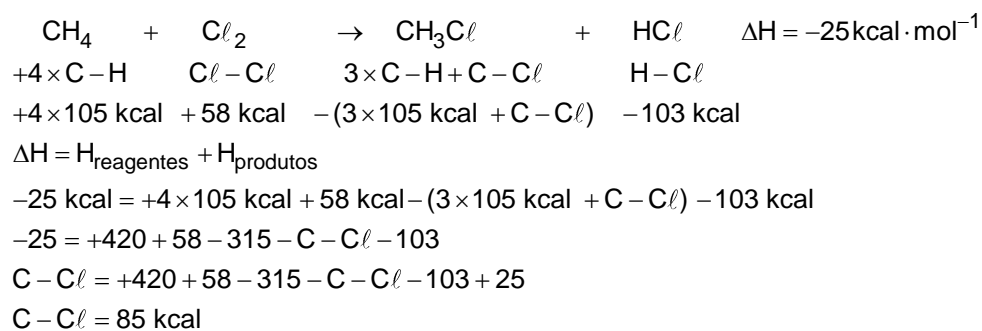 CH₄ + Cℓ₂ → CH₃Cℓ + HCℓ ΔH = −25 kcal · mol⁻¹
+4 × C − H Cℓ − Cℓ 3 × C − H + C − Cℓ H − Cℓ
+4 × 105 kcal + 58 kcal − (3 × 105 kcal + C − Cℓ) − 103 kcal
ΔH = H_reagentes + H_produtos
−25 kcal = +4 × 105 kcal + 58 kcal − (3 × 105 kcal + C − Cℓ) − 103 kcal
−25 = +420 + 58 − 315 − C − Cℓ − 103
C − Cℓ = +420 + 58 − 315 − C − Cℓ − 103 + 25
C − Cℓ = 85 kcal